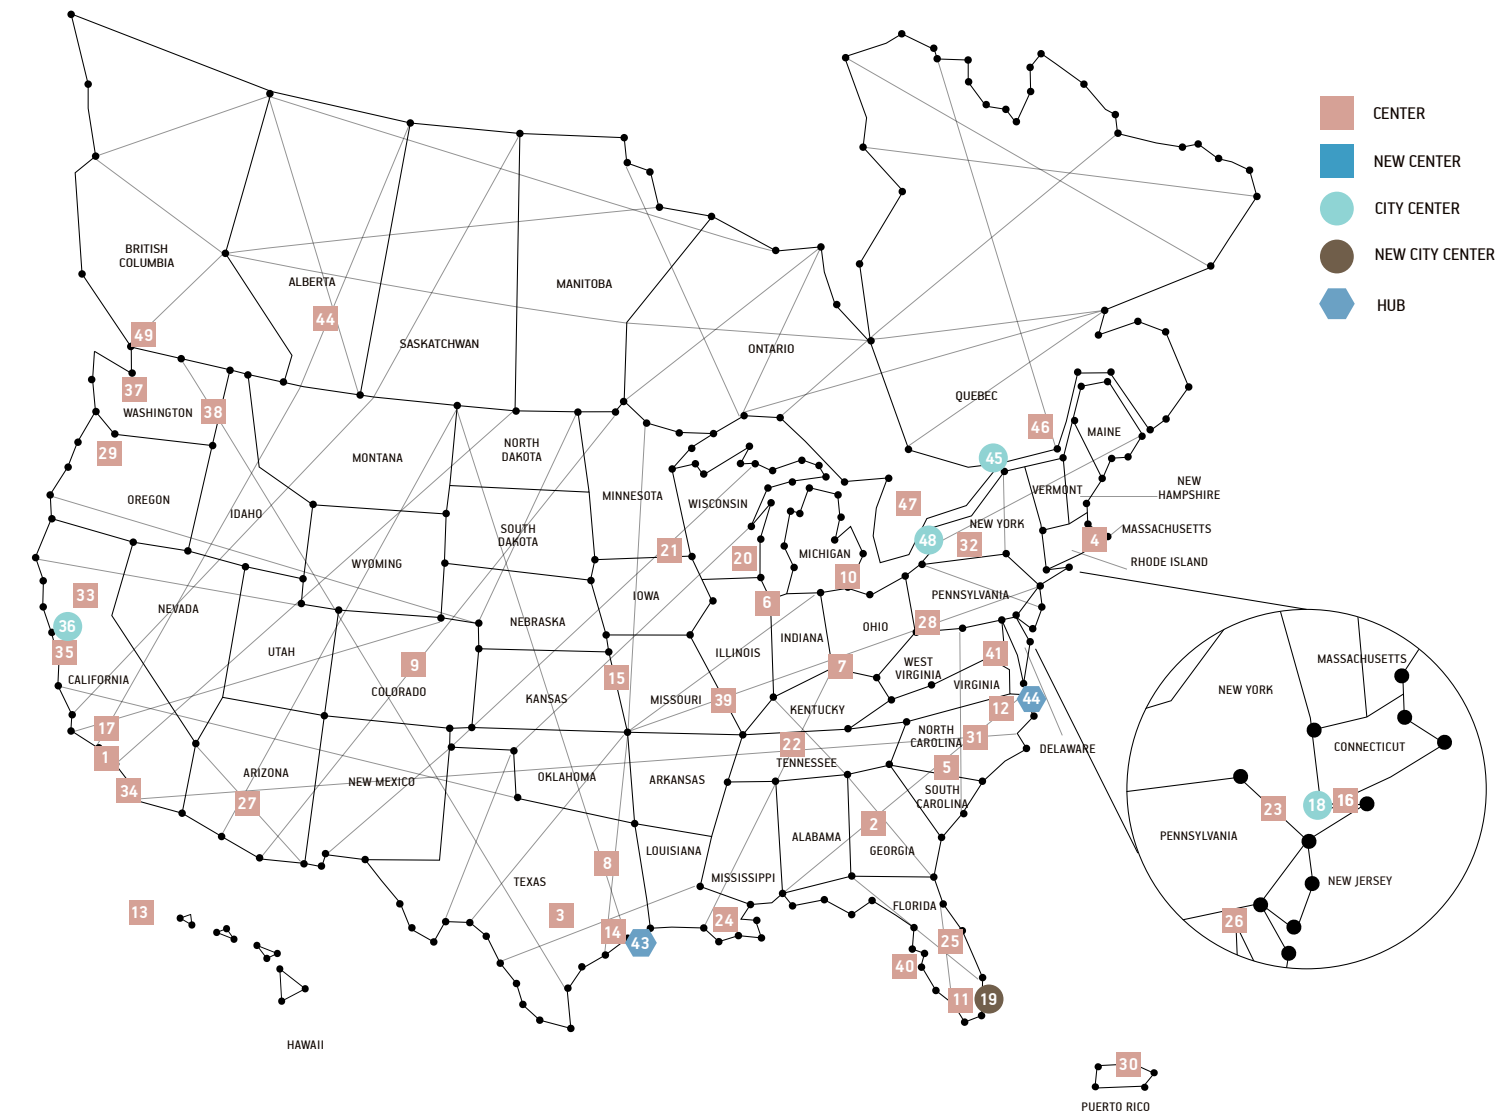 CENTER
NEW CENTER
CITY CENTER
NEW CITY CENTER
HUB
BRITISH
COLUMBIA
ALBERTA
44
MANITOBA
49
SASKATCHWAN
ONTARIO
37
WASHINGTON
38
QUEBEC
46
MAINE
29
MONTANA
NORTH
DAKOTA
45
OREGON
IDAHO
MINNESOTA
WISCONSIN
47
VERMONT
NEW
HAMPSHIRE
SOUTH
DAKOTA
NEW YORK
MASSACHUSETTS
4
48
32
21
20
MICHIGAN
RHODE ISLAND
WYOMING
10
33
NEVADA
IOWA
6
PENNSYLVANIA
36
35
UTAH
NEBRASKA
INDIANA
OHIO
28
ILLINOIS
41
9
COLORADO
7
WEST
VIRGINIA
CALIFORNIA
15
KANSAS
MISSOURI
39
KENTUCKY
VIRGINIA
44
12
17
NORTH
CAROLINA
31
DELAWARE
1
22
TENNESSEE
34
ARIZONA
NEW MEXICO
OKLAHOMA
ARKANSAS
5
27
SOUTH
CAROLINA
2
ALABAMA
GEORGIA
LOUISIANA
8
TEXAS
MISSISSIPPI
13
3
14
43
24
FLORIDA
25
40
11
19
HAWAII
30
PUERTO RICO
MASSACHUSETTS
NEW YORK
CONNECTICUT
18
16
23
PENNSYLVANIA
NEW JERSEY
26